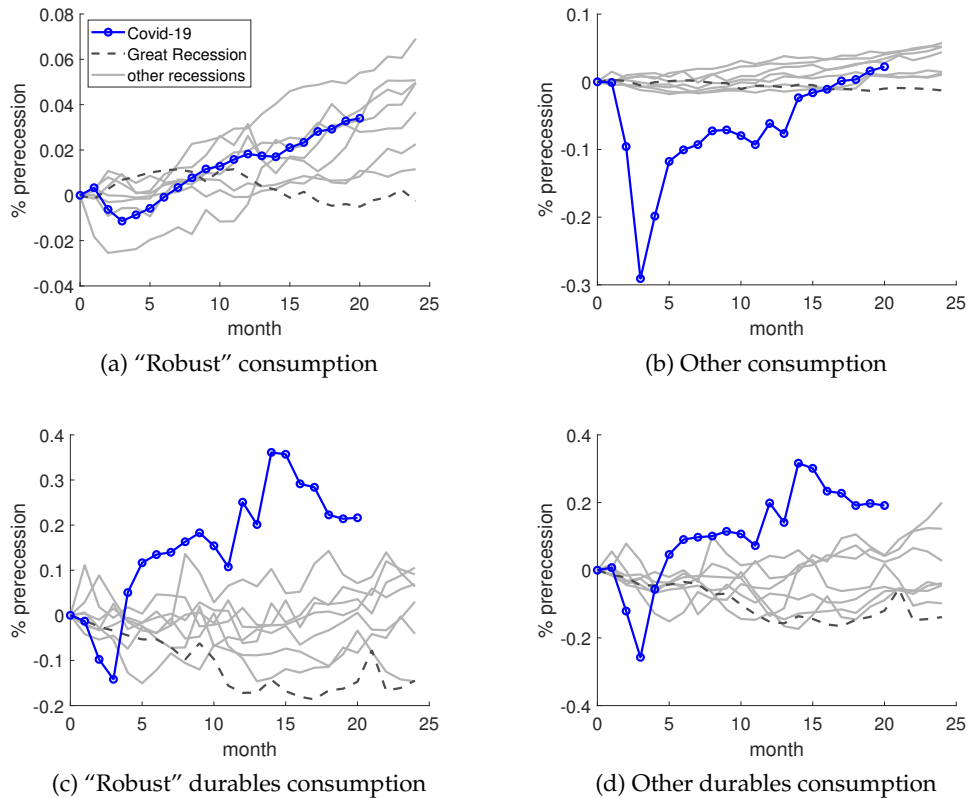 0.08
0.06
0.04
0.02
0
-0.02
-0.04
% prerecession
Covid-19
Great Recession
other recessions
0 5 10 15 20 25
month
(a) “Robust” consumption
0.1
0
-0.1
-0.2
-0.3
% prerecession
0 5 10 15 20 25
month
(b) Other consumption
0.4
0.3
0.2
0.1
0
-0.1
-0.2
% prerecession
0 5 10 15 20 25
month
(c) “Robust” durables consumption
0.4
0.2
0
-0.2
-0.4
% prerecession
0 5 10 15 20 25
month
(d) Other durables consumption